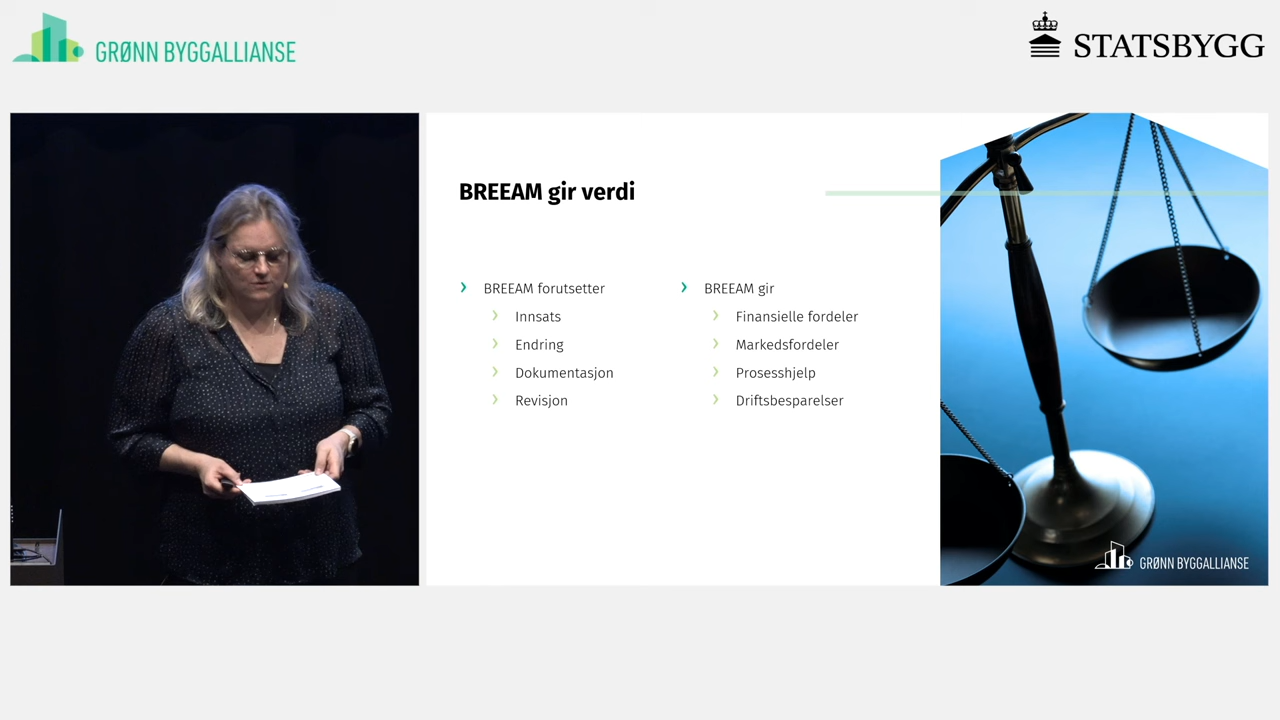 GRØNN BYGGALLIANSE
STATSBYGG
BREEAM gir verdi
BREEAM forutsetter
Innsats
Endring
Dokumentasjon
Revisjon
BREEAM gir
Finansielle fordeler
Markedsfordeler
Prosesshjelp
Driftsbesparelser
GRØNN BYGGALLIANSE